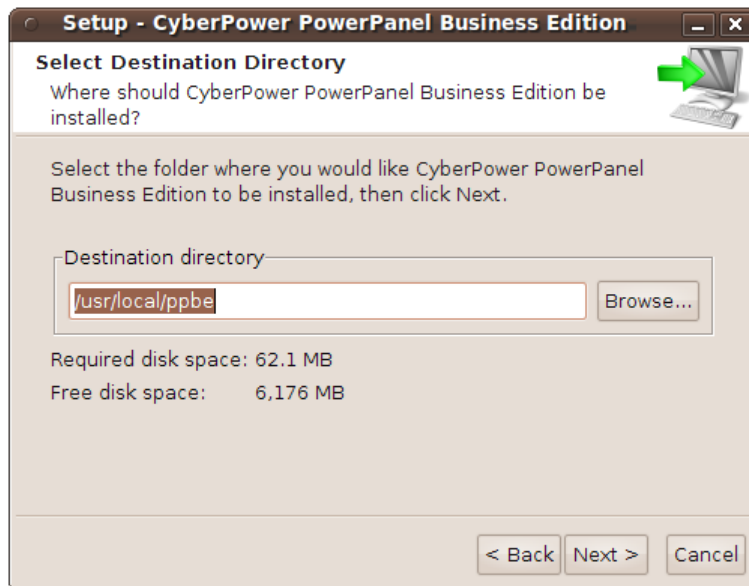 Setup - CyberPower PowerPanel Business Edition
Select Destination Directory
Where should CyberPower PowerPanel Business Edition be
installed?
Select the folder where you would like CyberPower PowerPanel
Business Edition to be installed, then click Next.
Destination directory
/usr/local/ppbe
Browse...
Required disk space: 62.1 MB
Free disk space: 6,176 MB
< Back Next > Cancel